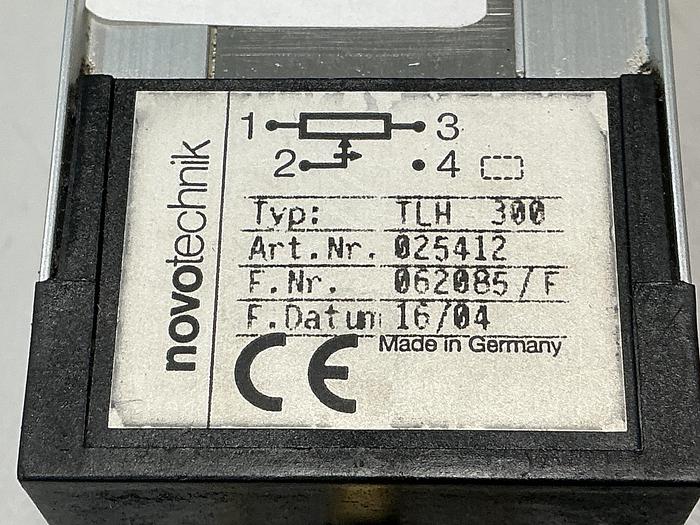 novotechnik
1 3
2 4
Typ: TLH 300
Art.Nr. 025412
F.Nr. 062085/F
F.Datum 16/04
CE Made in Germany